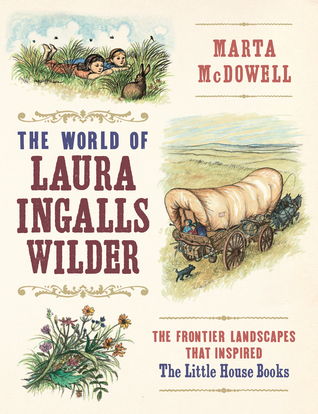 MARTA
McDOWELL
THE WORLD OF
LAURA
INGALLS
WILDER
THE FRONTIER LANDSCAPES
THAT INSPIRED
The Little House Books